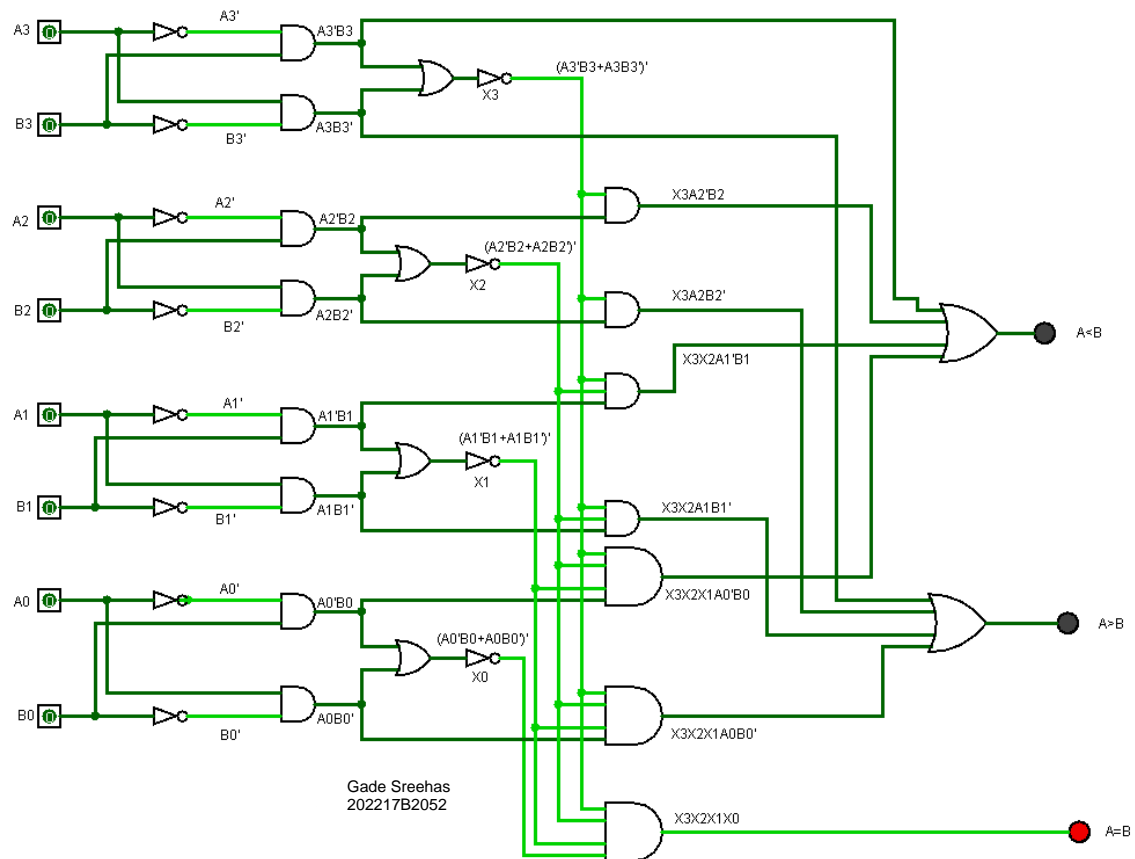 A3
A3'
A3'B3
(A3'B3+A3B3')'
X3
B3
B3'
A3B3'
A2
A2'
A2'B2
(A2'B2+A2B2')'
X2
X3A2'B2
B2
B2'
A2B2'
X3A2B2'
A<B
X3X2A1'B1
A1
A1'
A1'B1
(A1'B1+A1B1')'
X1
B1
B1'
A1B1'
X3X2A1B1'
A0
A0'
A0'B0
(A0'B0+A0B0')'
X0
X3X2X1A0'B0
A>B
B0
B0'
A0B0'
X3X2X1A0B0'
Gade Sreehas
202217B2052
X3X2X1X0
A=B